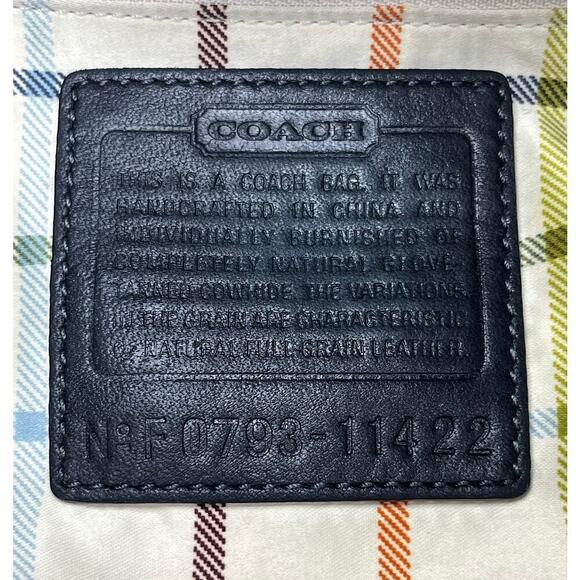 COACH
THIS IS A COACH BAG. IT WAS
HANDCRAFTED IN CHINA AND
INDIVIDUALLY BURNISHED OF
COMPLETELY NATURAL GLOVE
COWHIDE. THE VARIATIONS
THE GRAIN ARE CHARACTERISTIC
NATURAL FULL GRAIN LEATHER.
No F0793-11422